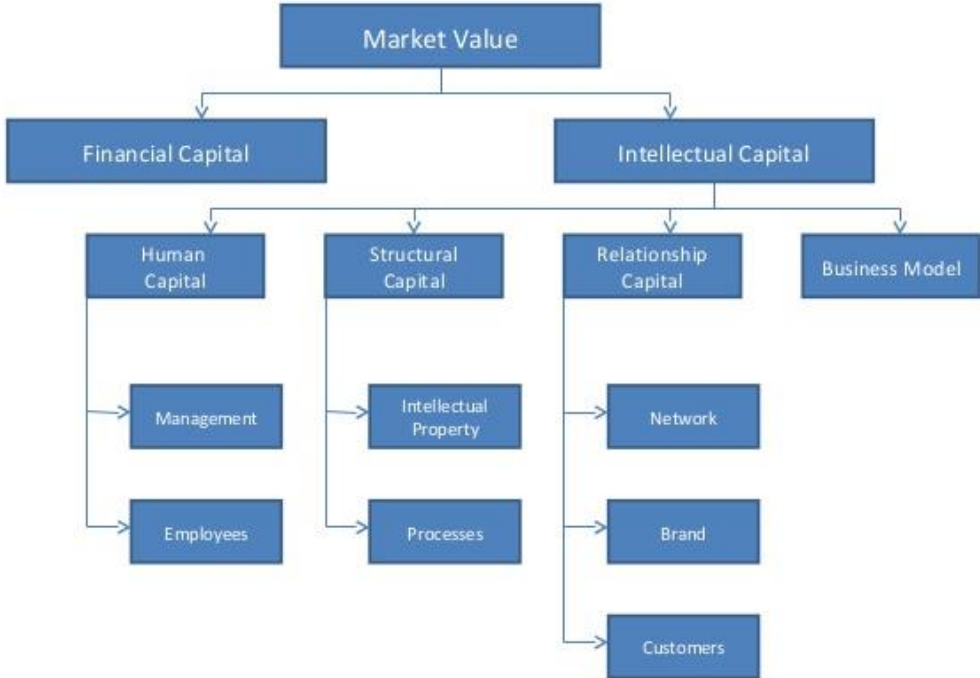 Market Value
Financial Capital
Intellectual Capital
Human
Capital
Structural
Capital
Relationship
Capital
Business Model
Management
Intellectual
Property
Network
Employees
Processes
Brand
Customers